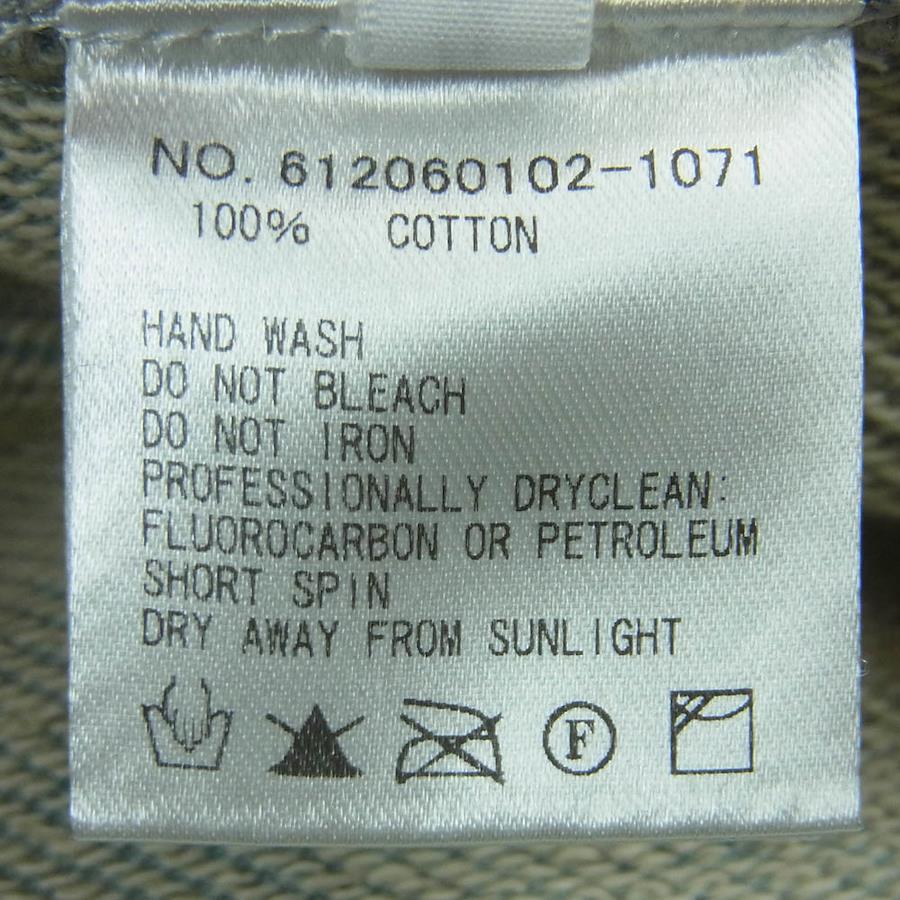 NO. 612060102-1071
100% COTTON
HAND WASH
DO NOT BLEACH
DO NOT IRON
PROFESSIONALLY DRYCLEAN:
FLUOROCARBON OR PETROLEUM
SHORT SPIN
DRY AWAY FROM SUNLIGHT
F